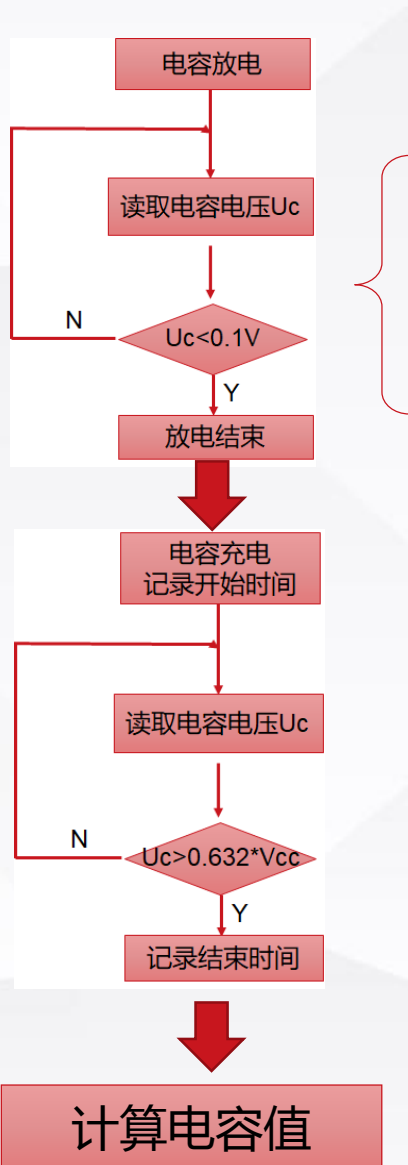 电容放电
读取电容电压Uc
Uc<0.1V
N
Y
放电结束
电容充电
记录开始时间
读取电容电压Uc
Uc>0.632*Vcc
N
Y
记录结束时间
计算电容值